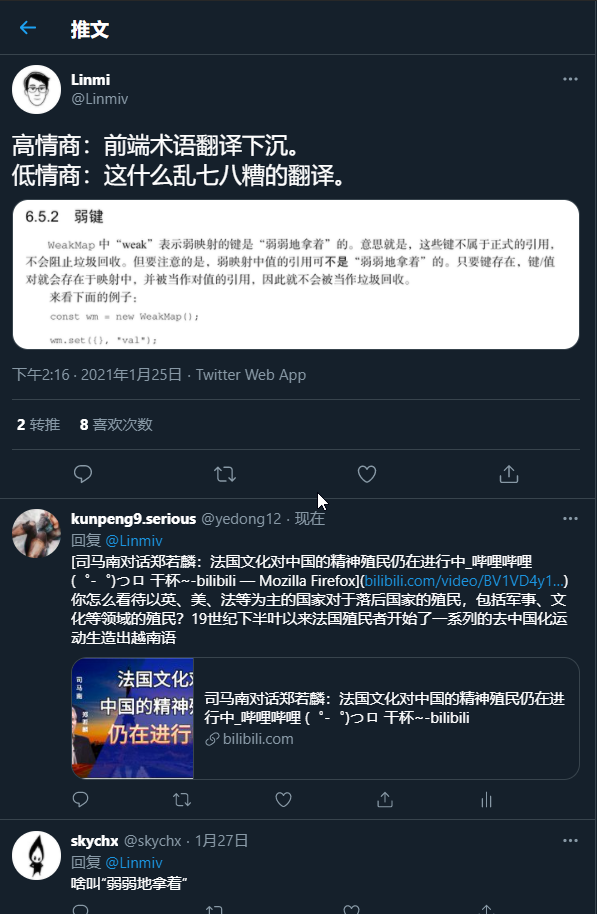 推文
Linmi
@Linmiv
高情商：前端术语翻译下沉。
低情商：这什么乱七八糟的翻译。
6.5.2 弱键
WeakMap 中“weak”表示弱映射的键是“弱弱地拿着”的。意思就是，这些键不属于正式的引用，
不会阻止垃圾回收。但要注意的是，弱映射中值的引用可不是“弱弱地拿着”的。只要键存在，键/值
对就会存在于映射中，并被当作对值的引用，因此就不会被当作垃圾回收。
来看下面的例子：
const wm = new WeakMap();
wm.set({}, "val");
下午2:16 · 2021年1月25日 · Twitter Web App
2 转推 8 喜欢次数
kunpeng9.serious @yedong12 · 现在
回复 @Linmiv
[司马南对话郑若麟：法国文化对中国的精神殖民仍在进行中_哔哩哔哩
(゜-゜)つロ 干杯~-bilibili — Mozilla Firefox](bilibili.com/video/BV1VD4y1...)
你怎么看待以英、美、法等为主的国家对于落后国家的殖民，包括军事、文
化等领域的殖民？19世纪下半叶以来法国殖民者开始了一系列的去中国化运
动生造出越南语
司马南
郑若麟
法国文化对
中国的精神殖
仍在进行
司马南对话郑若麟：法国文化对中国的精神殖民仍在进
行中_哔哩哔哩 (゜-゜)つロ 干杯~-bilibili
bilibili.com
skychx @skychx · 1月27日
回复 @Linmiv
啥叫“弱弱地拿着”